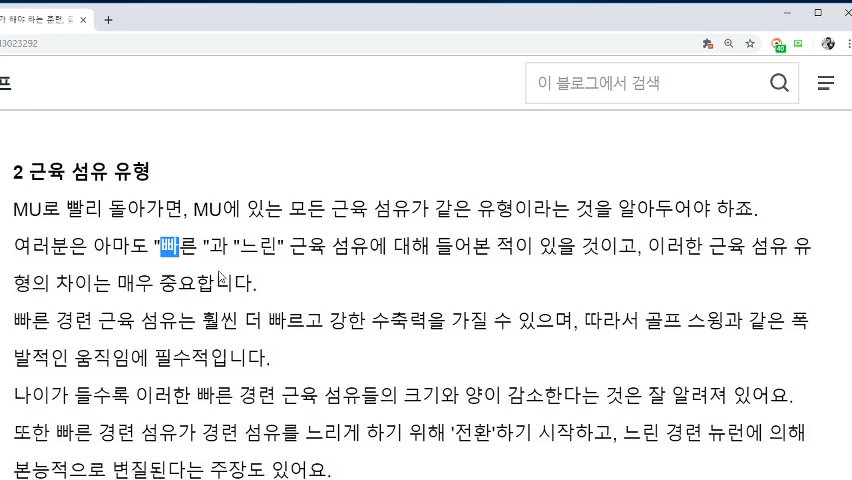 가 해야 하는 훈련, 골
43023292
40
프
이 블로그에서 검색
2 근육 섬유 유형
MU로 빨리 돌아가면, MU에 있는 모든 근육 섬유가 같은 유형이라는 것을 알아두어야 하죠.
여러분은 아마도 "빠른 "과 "느린" 근육 섬유에 대해 들어본 적이 있을 것이고, 이러한 근육 섬유 유
형의 차이는 매우 중요합니다.
빠른 경련 근육 섬유는 훨씬 더 빠르고 강한 수축력을 가질 수 있으며, 따라서 골프 스윙과 같은 폭
발적인 움직임에 필수적입니다.
나이가 들수록 이러한 빠른 경련 근육 섬유들의 크기와 양이 감소한다는 것은 잘 알려져 있어요.
또한 빠른 경련 섬유가 경련 섬유를 느리게 하기 위해 '전환'하기 시작하고, 느린 경련 뉴런에 의해
본능적으로 변질된다는 주장도 있어요.